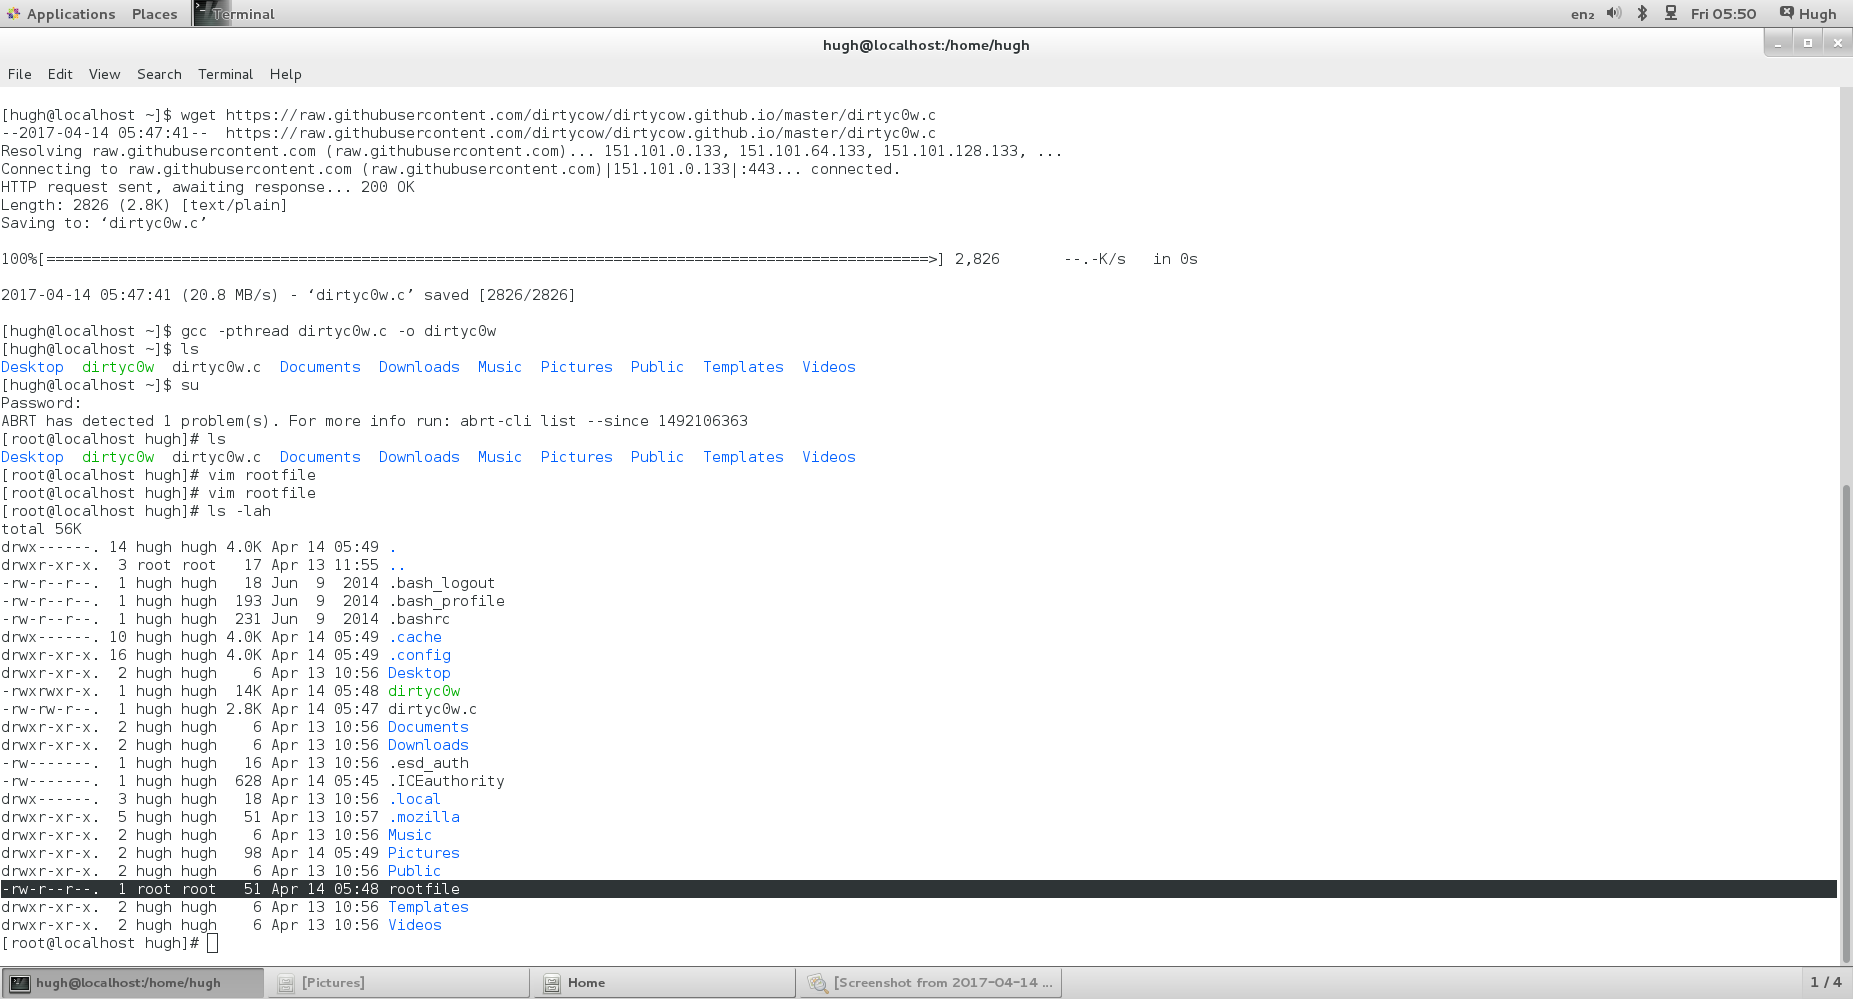 Applications Places Terminal en₂ Fri 05:50 Hugh
hugh@localhost:/home/hugh
File Edit View Search Terminal Help
[hugh@localhost ~]$ wget https://raw.githubusercontent.com/dirtycow/dirtycow.github.io/master/dirtyc0w.c
--2017-04-14 05:47:41--  https://raw.githubusercontent.com/dirtycow/dirtycow.github.io/master/dirtyc0w.c
Resolving raw.githubusercontent.com (raw.githubusercontent.com)... 151.101.0.133, 151.101.64.133, 151.101.128.133, ...
Connecting to raw.githubusercontent.com (raw.githubusercontent.com)|151.101.0.133|:443... connected.
HTTP request sent, awaiting response... 200 OK
Length: 2826 (2.8K) [text/plain]
Saving to: ‘dirtyc0w.c’
100%[==================================================================================================>] 2,826       --.-K/s   in 0s
2017-04-14 05:47:41 (20.8 MB/s) - ‘dirtyc0w.c’ saved [2826/2826]
[hugh@localhost ~]$ gcc -pthread dirtyc0w.c -o dirtyc0w
[hugh@localhost ~]$ ls
Desktop  dirtyc0w  dirtyc0w.c  Documents  Downloads  Music  Pictures  Public  Templates  Videos
[hugh@localhost ~]$ su
Password:
ABRT has detected 1 problem(s). For more info run: abrt-cli list --since 1492106363
[root@localhost hugh]# ls
Desktop  dirtyc0w  dirtyc0w.c  Documents  Downloads  Music  Pictures  Public  Templates  Videos
[root@localhost hugh]# vim rootfile
[root@localhost hugh]# vim rootfile
[root@localhost hugh]# ls -lah
total 56K
drwx------. 14 hugh hugh 4.0K Apr 14 05:49 .
drwxr-xr-x.  3 root root   17 Apr 13 11:55 ..
-rw-r--r--.  1 hugh hugh   18 Jun  9  2014 .bash_logout
-rw-r--r--.  1 hugh hugh  193 Jun  9  2014 .bash_profile
-rw-r--r--.  1 hugh hugh  231 Jun  9  2014 .bashrc
drwx------. 10 hugh hugh 4.0K Apr 14 05:49 .cache
drwxr-xr-x. 16 hugh hugh 4.0K Apr 14 05:49 .config
drwxr-xr-x.  2 hugh hugh    6 Apr 13 10:56 Desktop
-rwxrwxr-x.  1 hugh hugh  14K Apr 14 05:48 dirtyc0w
-rw-rw-r--.  1 hugh hugh 2.8K Apr 14 05:47 dirtyc0w.c
drwxr-xr-x.  2 hugh hugh    6 Apr 13 10:56 Documents
drwxr-xr-x.  2 hugh hugh    6 Apr 13 10:56 Downloads
-rw-------.  1 hugh hugh   16 Apr 13 10:56 .esd_auth
-rw-------.  1 hugh hugh  628 Apr 14 05:45 .ICEauthority
drwx------.  3 hugh hugh   18 Apr 13 10:56 .local
drwxr-xr-x.  5 hugh hugh   51 Apr 13 10:57 .mozilla
drwxr-xr-x.  2 hugh hugh    6 Apr 13 10:56 Music
drwxr-xr-x.  2 hugh hugh   98 Apr 14 05:49 Pictures
drwxr-xr-x.  2 hugh hugh    6 Apr 13 10:56 Public
-rw-r--r--.  1 root root   51 Apr 14 05:48 rootfile
drwxr-xr-x.  2 hugh hugh    6 Apr 13 10:56 Templates
drwxr-xr-x.  2 hugh hugh    6 Apr 13 10:56 Videos
[root@localhost hugh]#
hugh@localhost:/home/hugh [Pictures] Home [Screenshot from 2017-04-14 ... 1 / 4